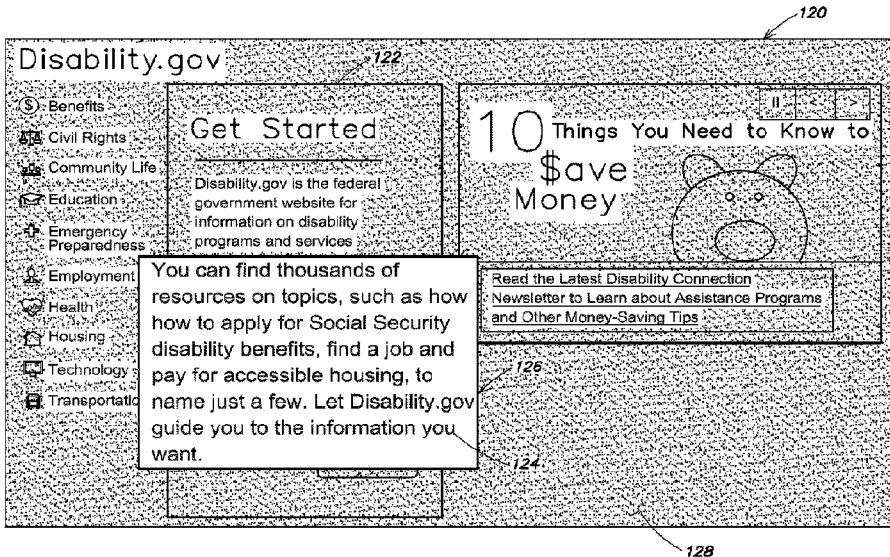 120
Disability.gov
122
Benefits
Civil Rights
Community Life
Education
Emergency
Preparedness
Employment
Health
Housing
Technology
Transportatio
Get Started
Disability.gov is the federal
government website for
information on disability
programs and services
You can find thousands of
resources on topics, such as how
how to apply for Social Security
disability benefits, find a job and
pay for accessible housing, to
name just a few. Let Disability.gov
guide you to the information you
want.
10 Things You Need to Know to
$ave
Money
Read the Latest Disability Connection
Newsletter to Learn about Assistance Programs
and Other Money-Saving Tips
126
124
128